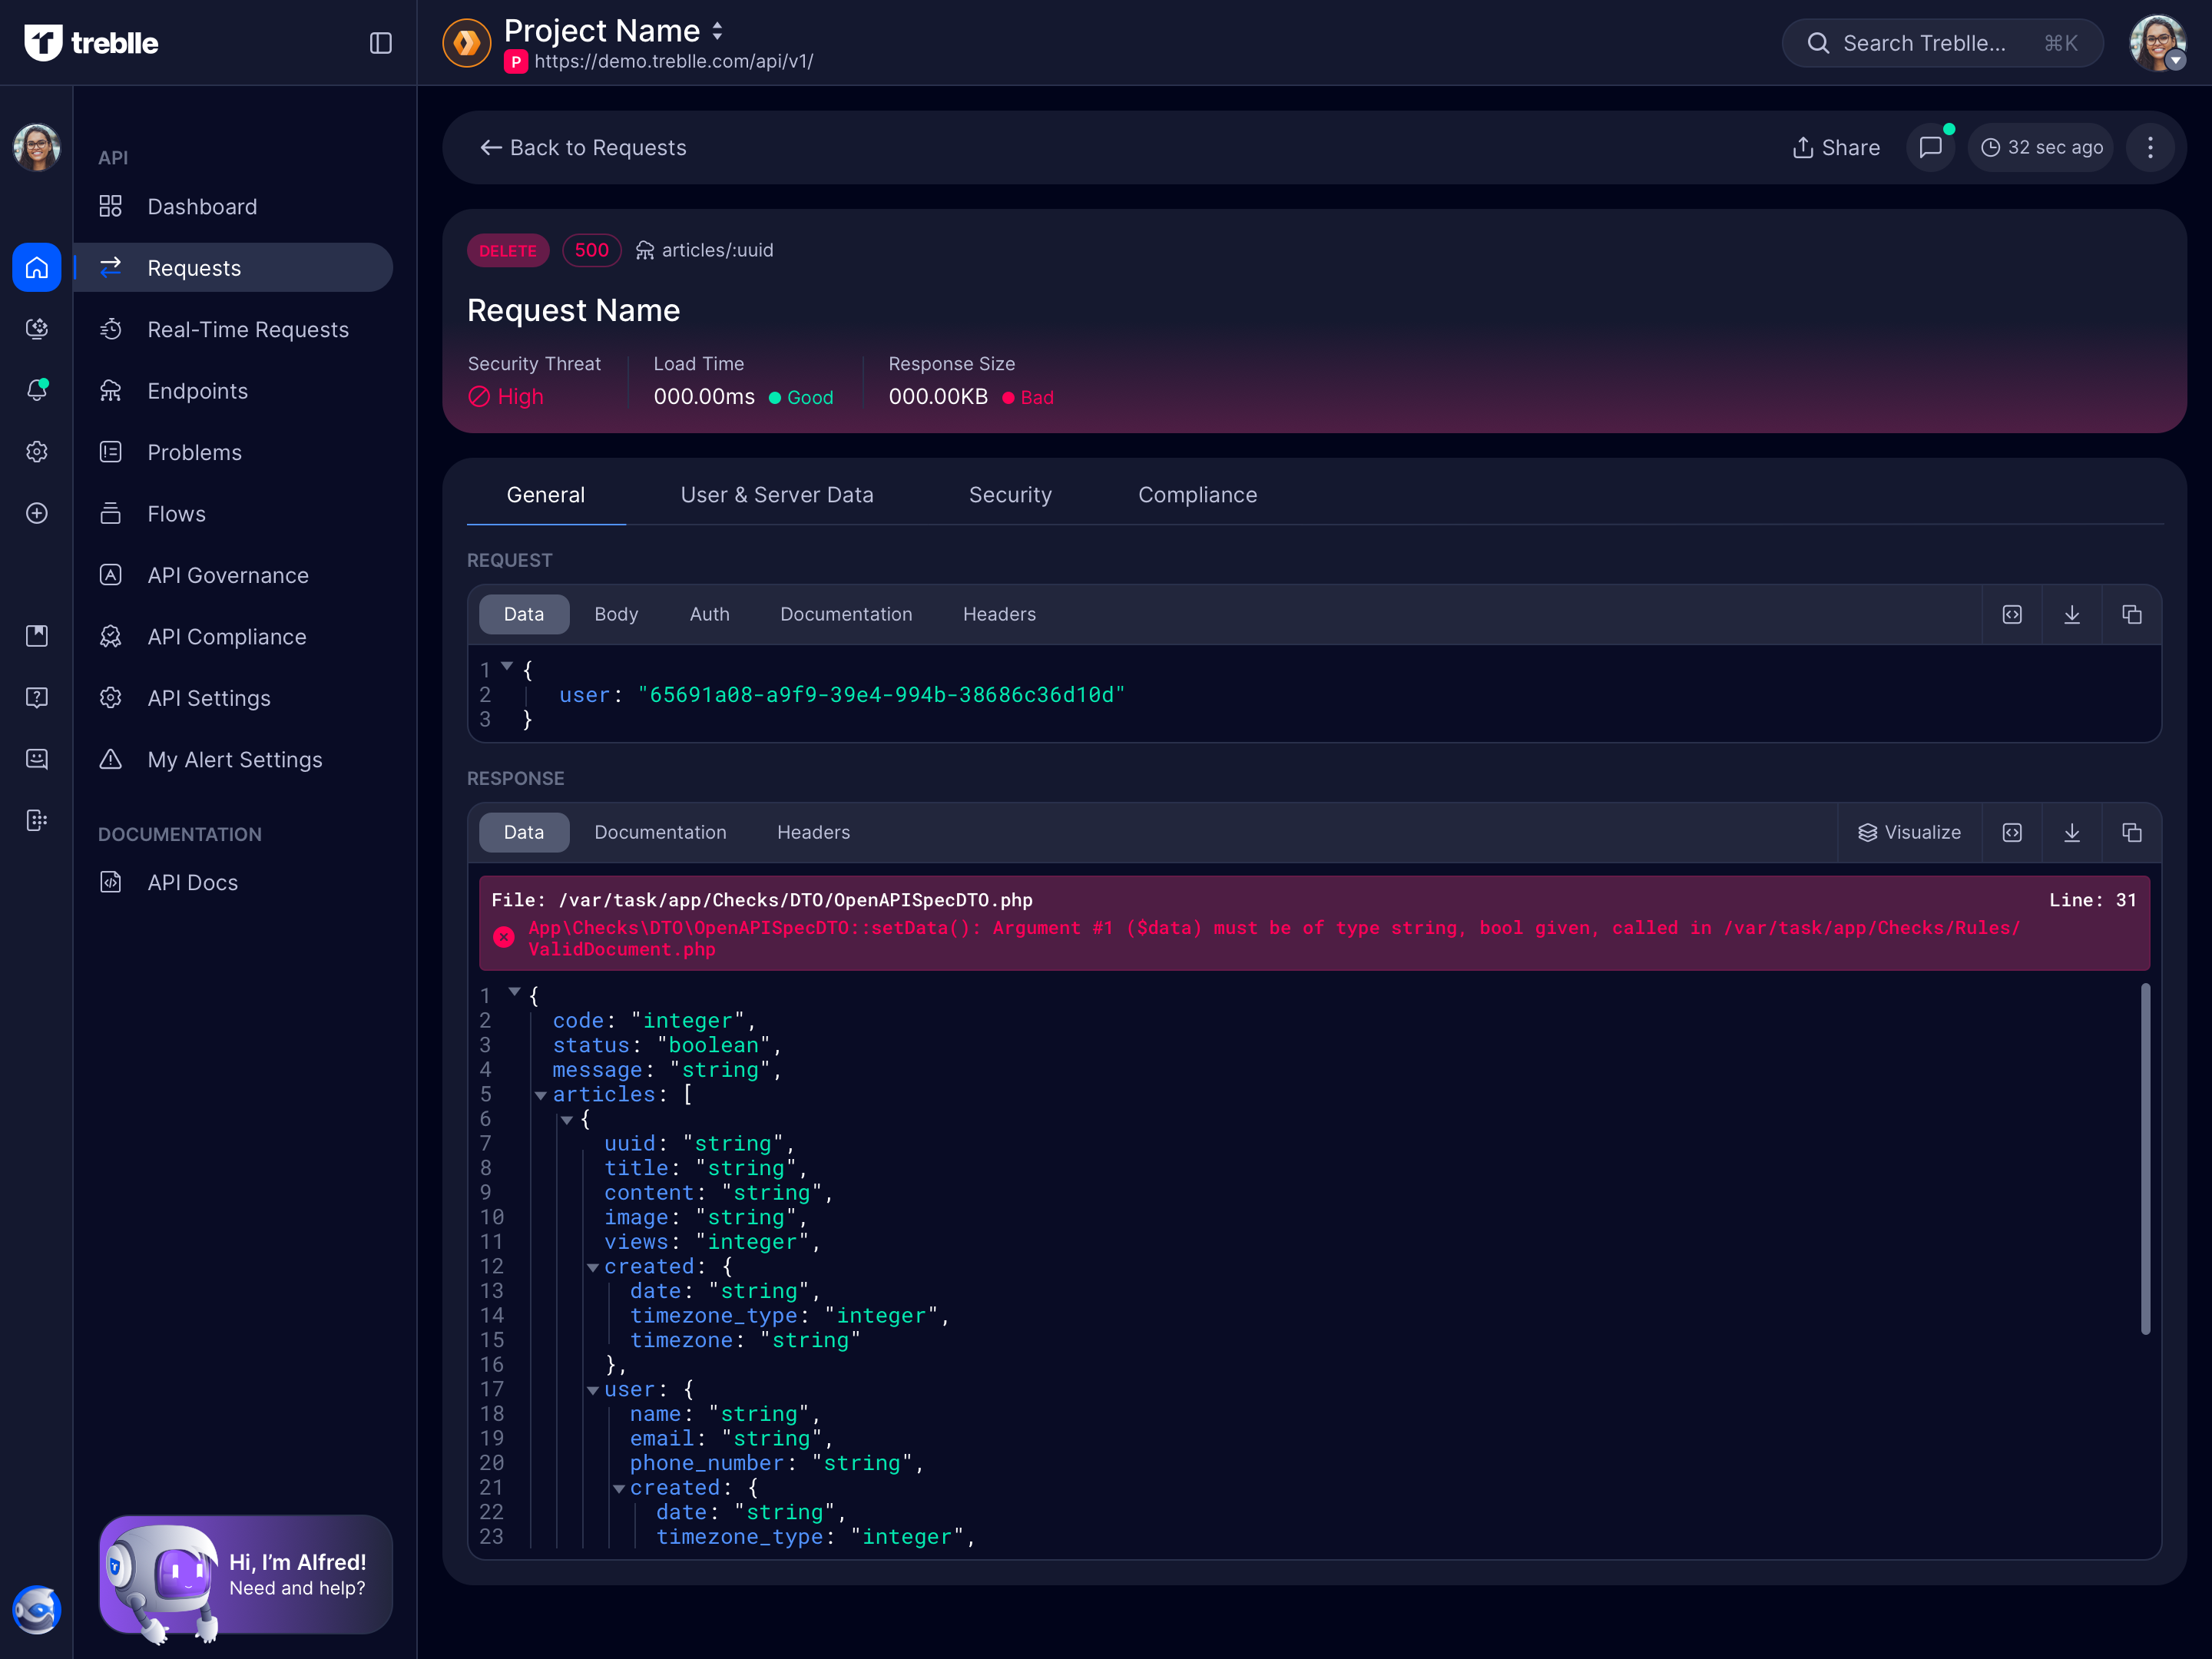 treblle
Project Name
P https://demo.treblle.com/api/v1/
Search Treblle... ⌘K
API
Dashboard
Requests
Real-Time Requests
Endpoints
Problems
Flows
API Governance
API Compliance
API Settings
My Alert Settings
DOCUMENTATION
API Docs
Hi, I'm Alfred!
Need and help?
Back to Requests
Share
32 sec ago
DELETE 500 articles/:uuid
Request Name
Security Threat Load Time Response Size
High 000.00ms Good 000.00KB Bad
General User & Server Data Security Compliance
REQUEST
Data Body Auth Documentation Headers
1 {
2 user: "65691a08-a9f9-39e4-994b-38686c36d10d"
3 }
RESPONSE
Data Documentation Headers Visualize
File: /var/task/app/Checks/DTO/OpenAPISpecDTO.php Line: 31
App\Checks\DTO\OpenAPISpecDTO::setData(): Argument #1 ($data) must be of type string, bool given, called in /var/task/app/Checks/Rules/
ValidDocument.php
1 {
2 code: "integer",
3 status: "boolean",
4 message: "string",
5 articles: [
6 {
7 uuid: "string",
8 title: "string",
9 content: "string",
10 image: "string",
11 views: "integer",
12 created: {
13 date: "string",
14 timezone_type: "integer",
15 timezone: "string"
16 },
17 user: {
18 name: "string",
19 email: "string",
20 phone_number: "string",
21 created: {
22 date: "string",
23 timezone_type: "integer",